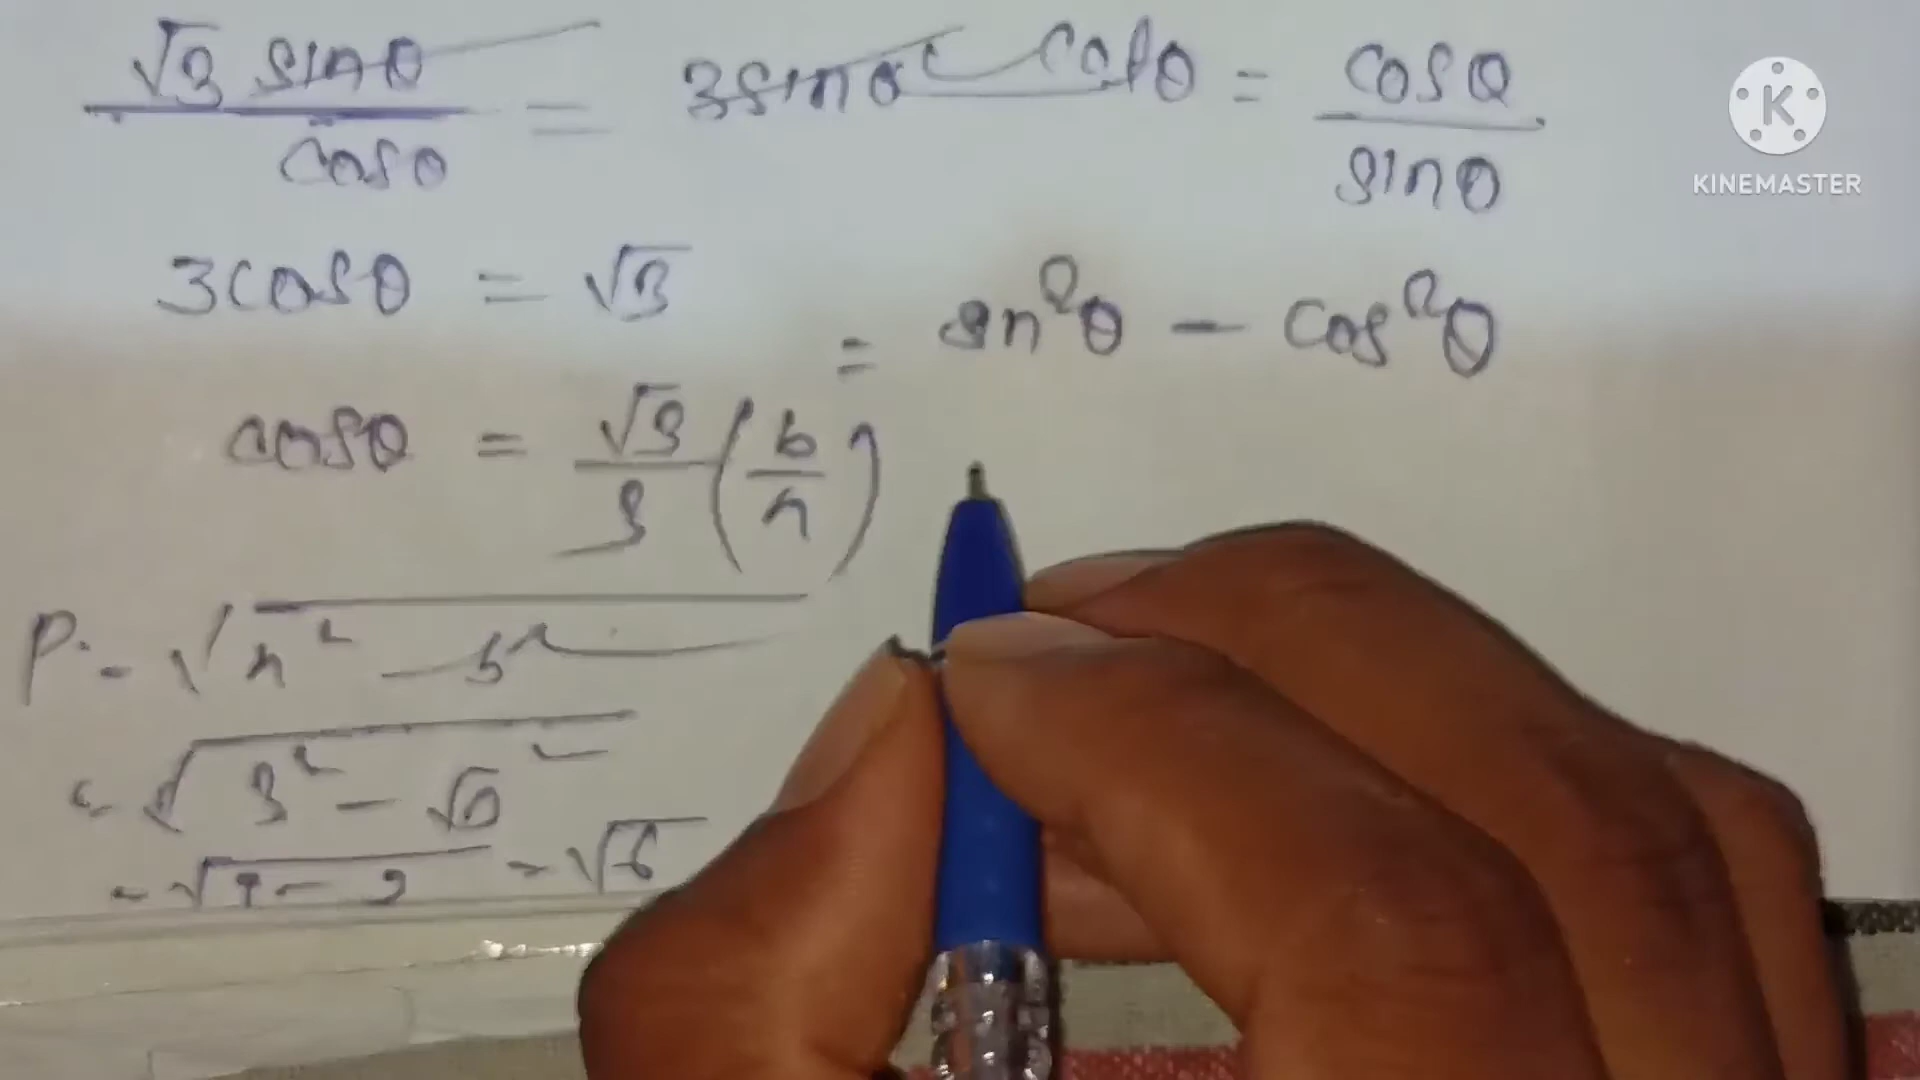 √3 sinθ / cosθ = 3sinθ cosθ = cosθ / sinθ
K
KINEMASTER
3cosθ = √3
= sin²θ - cos²θ
cosθ = √3 / 3 (b / h)
P = √h² - b²
= √3² - √3²
= √9 - 3 = √6